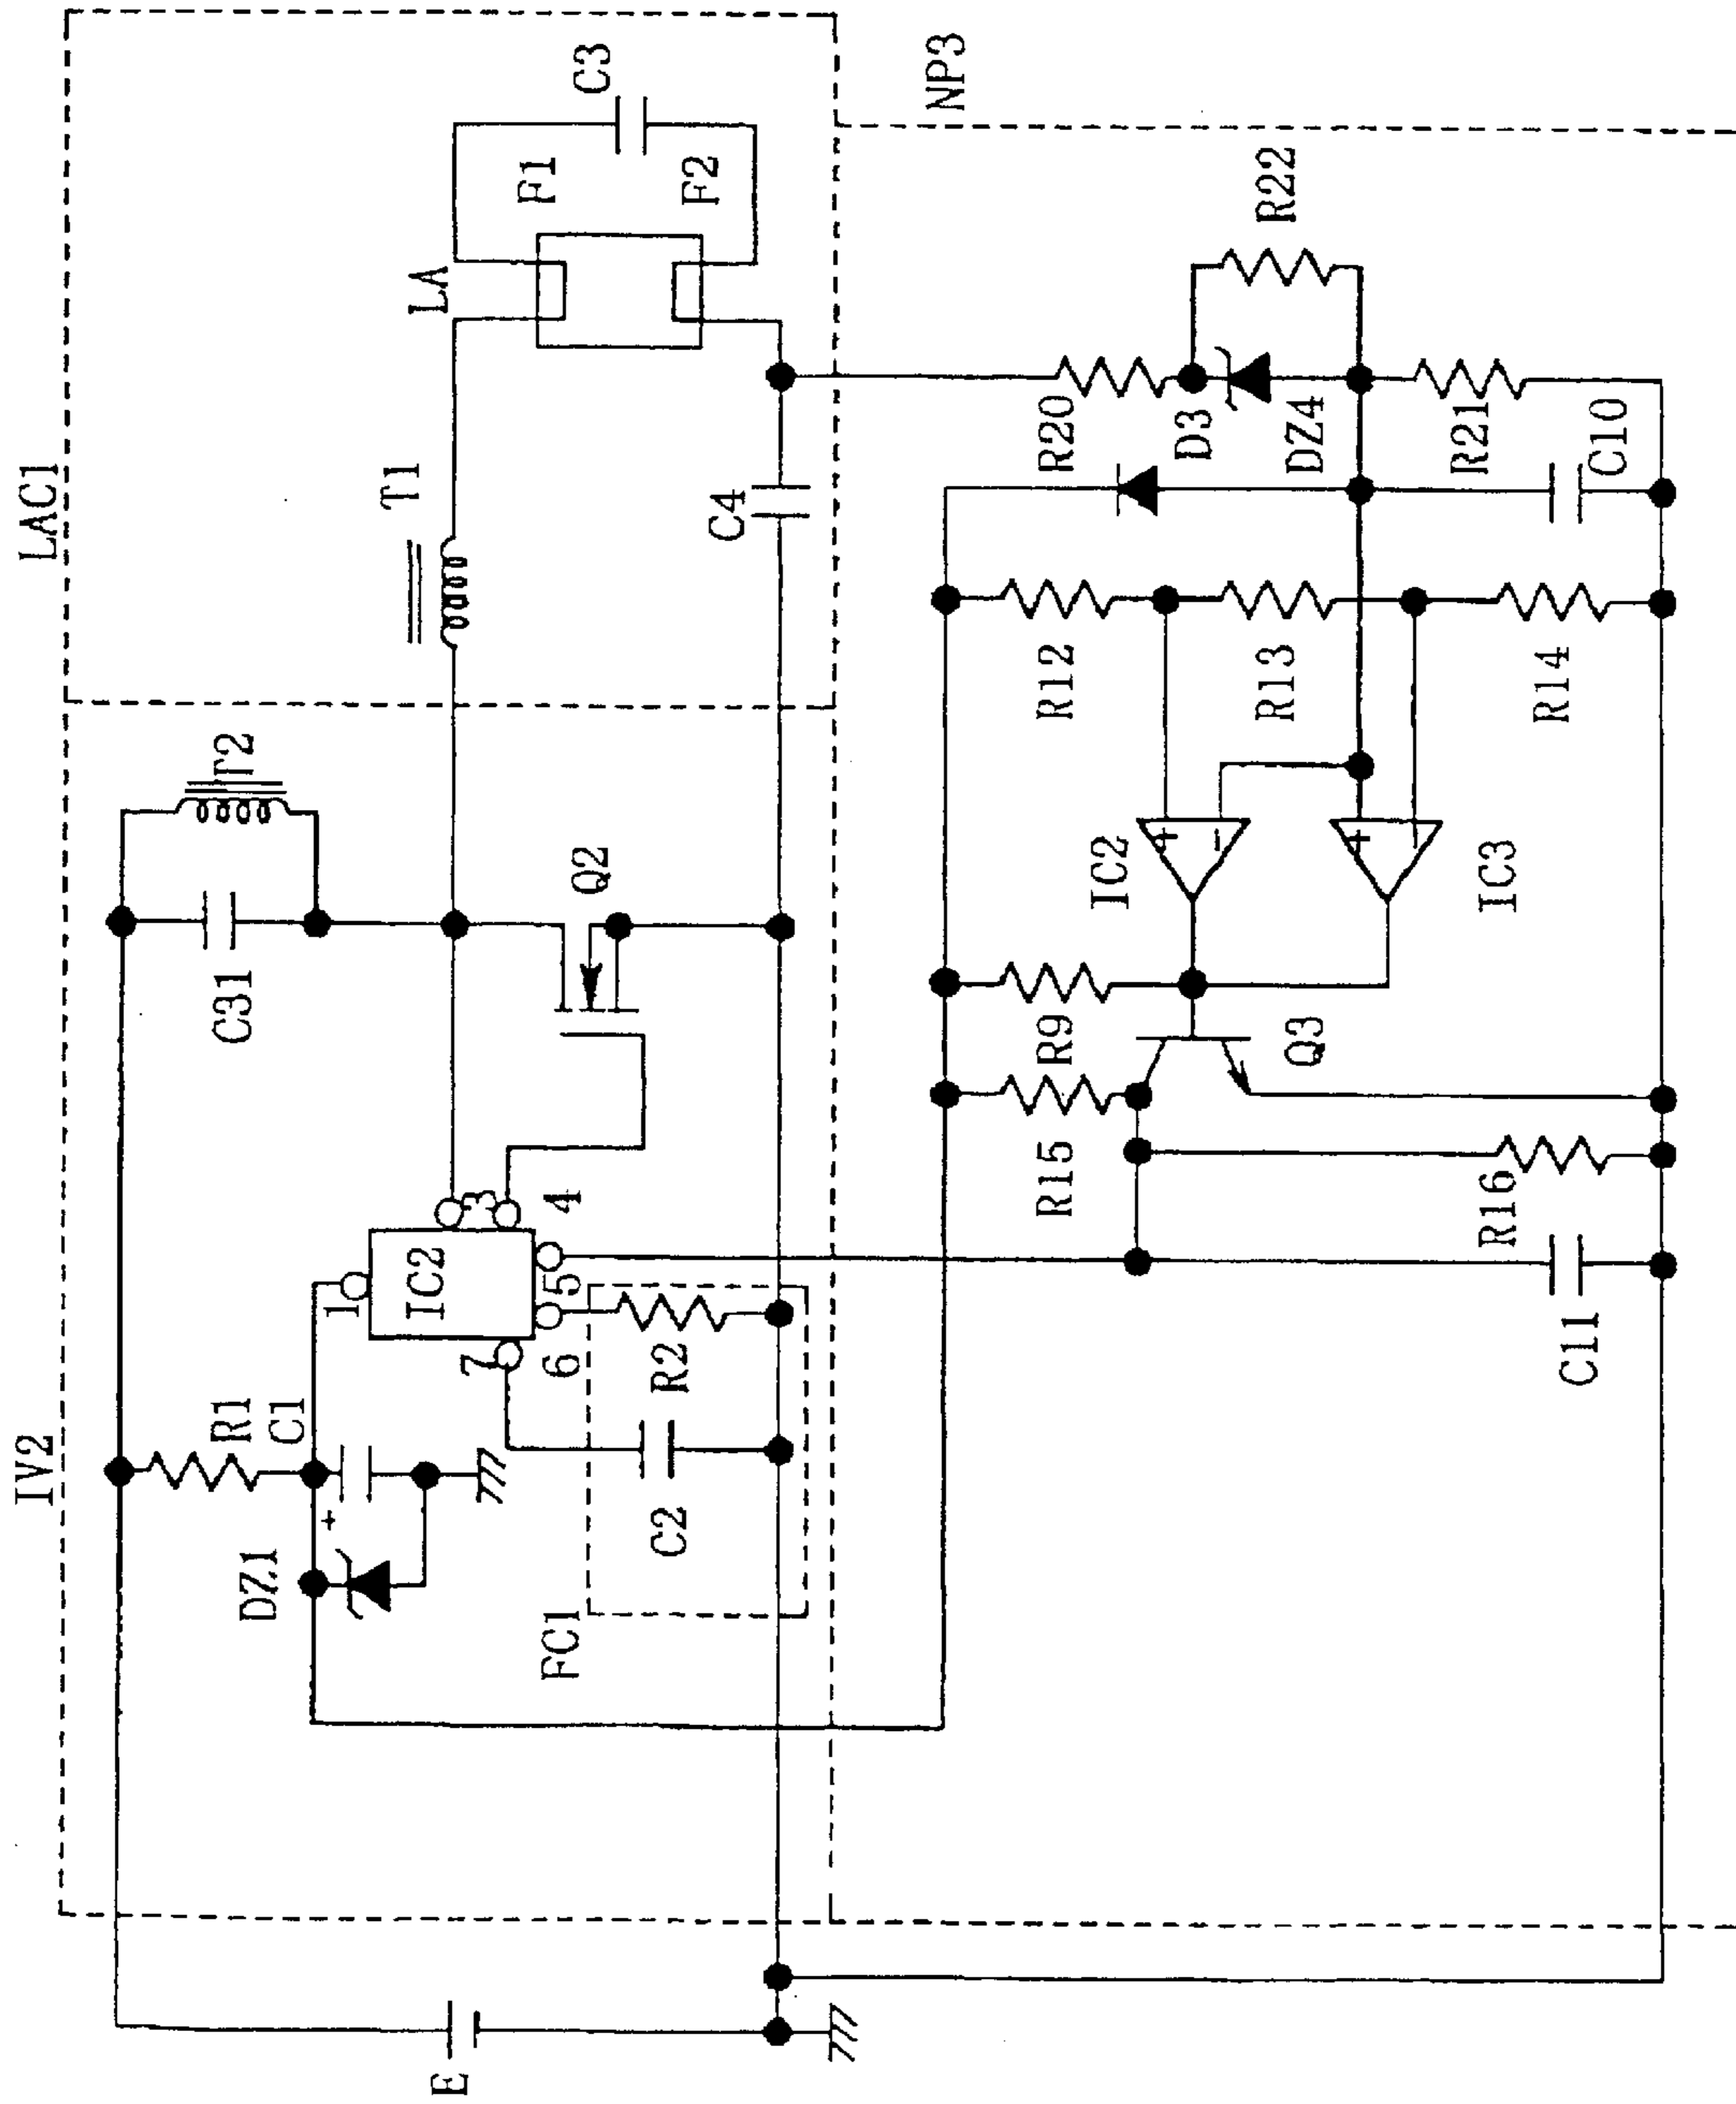 LAC1
IV2
NP3
T2
C31
Q2
T1
LA
C3
F1
F2
C4
R1
C1
+
DZ1
1
IC2
3
4
5
6
7
R2
C2
FC1
E
R20
D3
DZ4
R22
R21
C10
R12
R13
R14
IC2
+
-
IC3
+
-
R9
Q3
R15
R16
C11